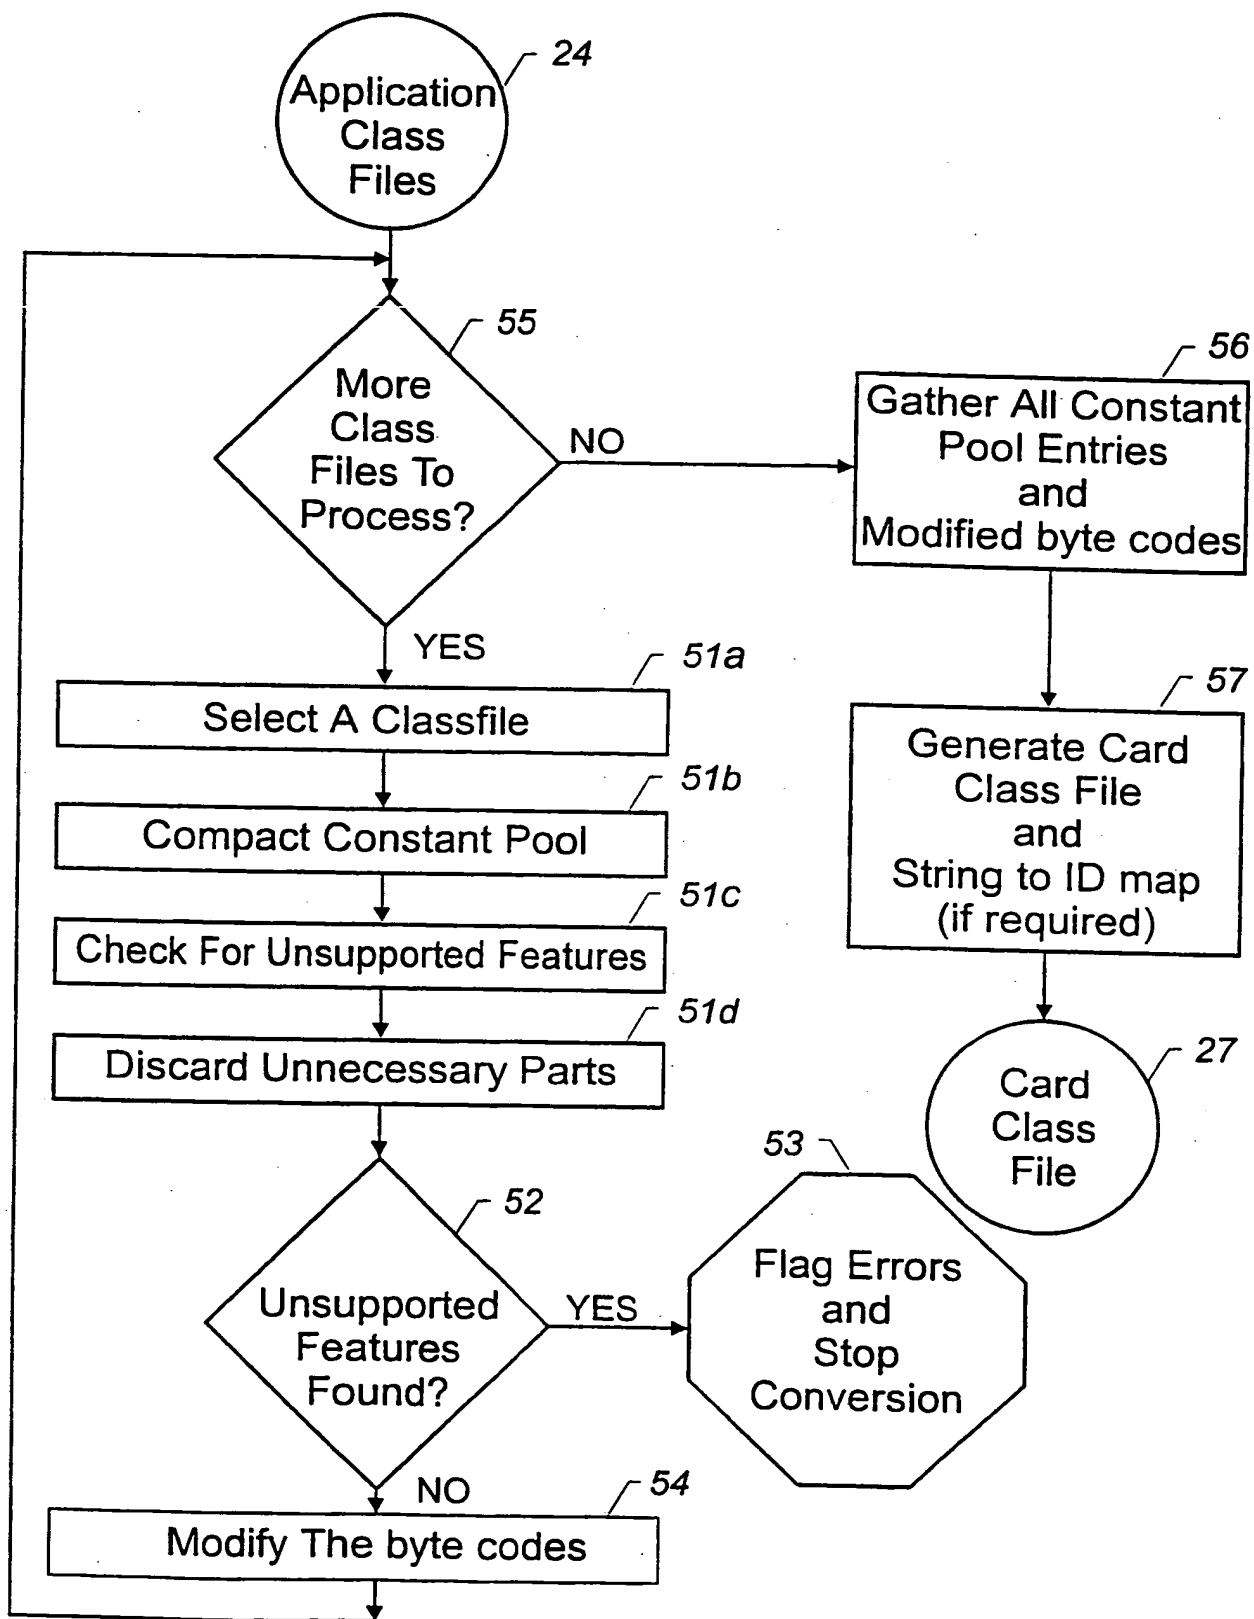 24
Application
Class
Files
55
More
Class
Files To
Process?
NO
YES
56
Gather All Constant
Pool Entries
and
Modified byte codes
51a
Select A Classfile
51b
Compact Constant Pool
51c
Check For Unsupported Features
51d
Discard Unnecessary Parts
57
Generate Card
Class File
and
String to ID map
(if required)
27
Card
Class
File
52
Unsupported
Features
Found?
YES
NO
53
Flag Errors
and
Stop
Conversion
54
Modify The byte codes